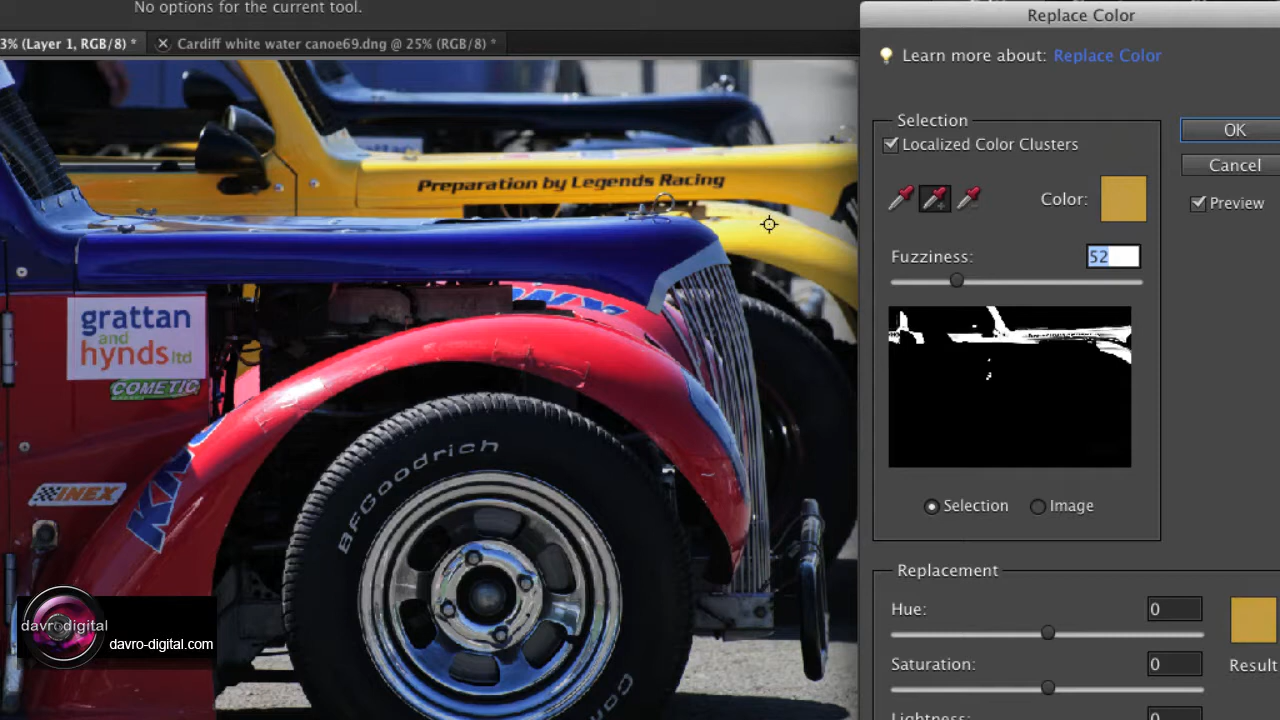 No options for the current tool.
Replace Color
3% (Layer 1, RGB/8) *
Cardiff white water canoe69.dng @ 25% (RGB/8) *
Learn more about: Replace Color
Selection
OK
Localized Color Clusters
Cancel
Color:
Preview
Preparation by Legends Racing
Fuzziness:
52
grattan
and
hynds ltd
COMETIC
BFGoodrich
INEX
Selection
Image
Replacement
Hue:
0
davro-digital
davro-digital.com
Saturation:
0
Result
Lightness:
0